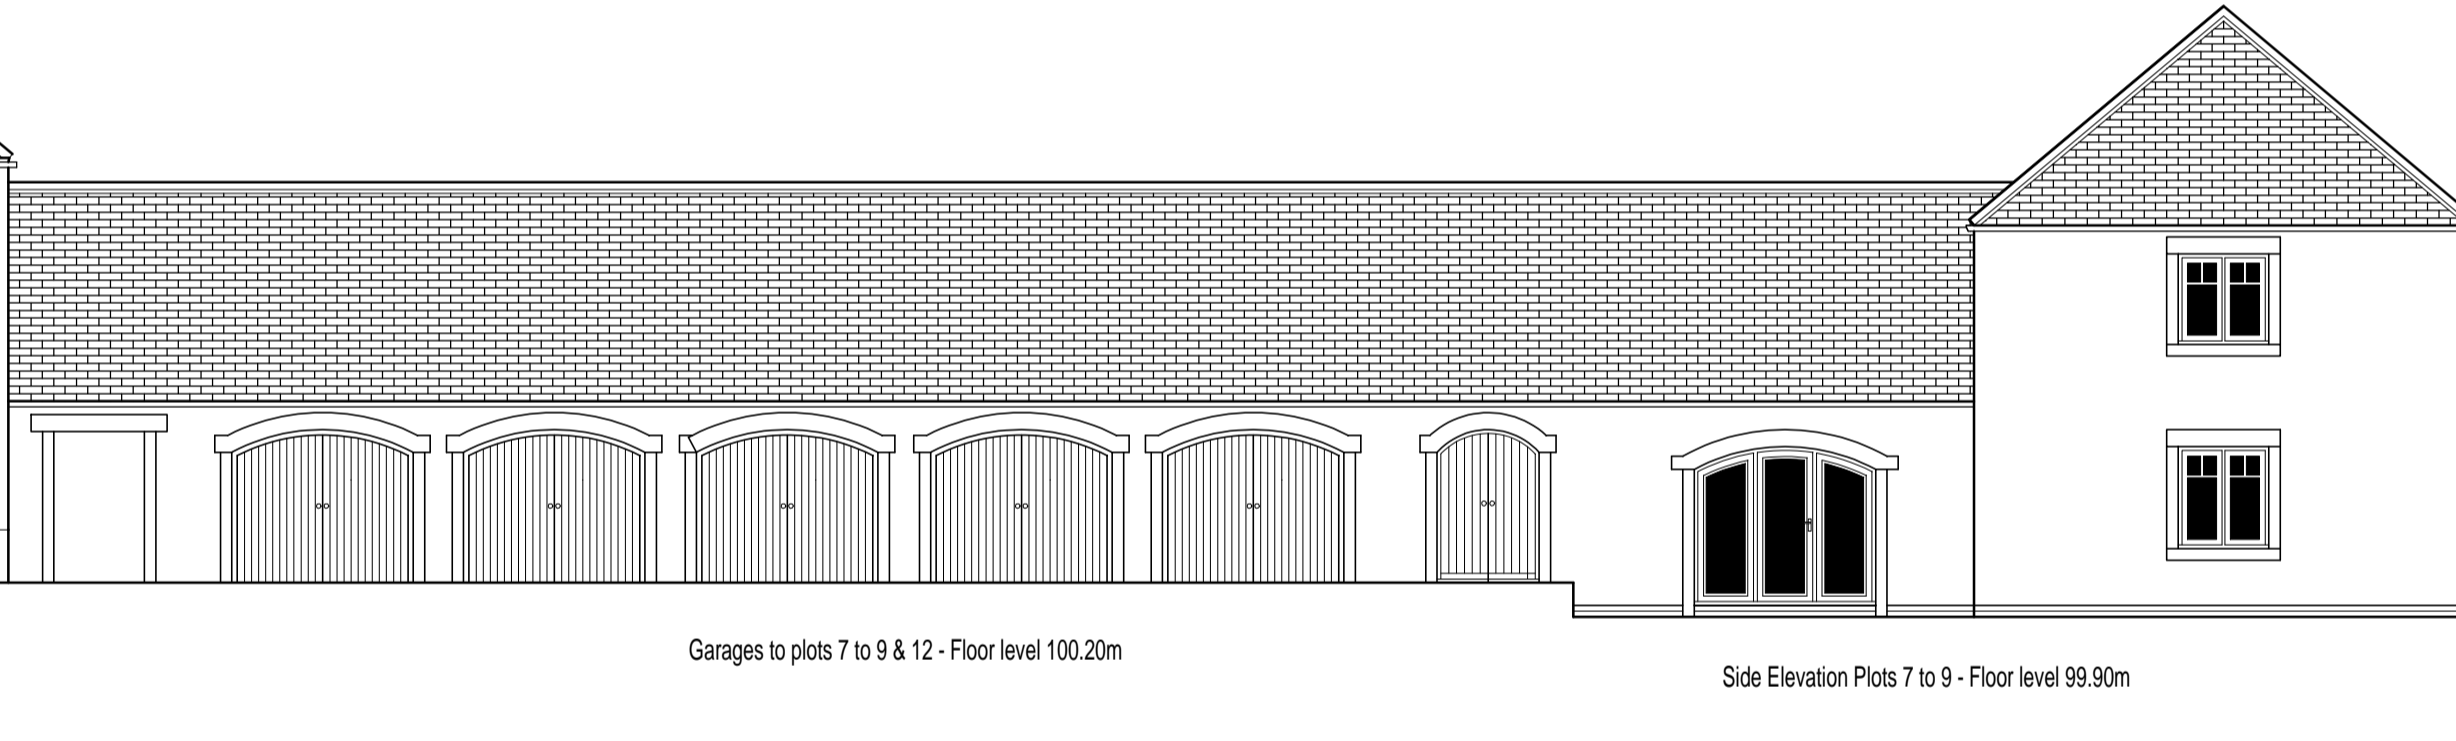 Garages to plots 7 to 9 & 12 - Floor level 100.20m
Side Elevation Plots 7 to 9 - Floor level 99.90m